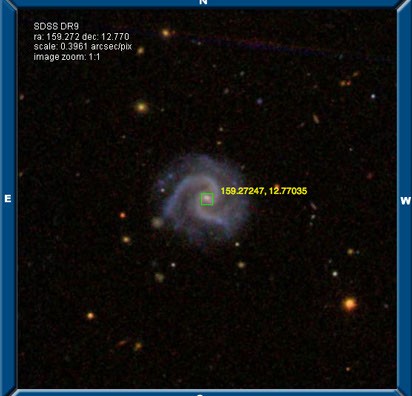 N
SDSS DR9
ra: 159.272 dec: 12.770
scale: 0.3961 arcsec/pix
image zoom: 1:1
159.27247, 12.77035
E
W